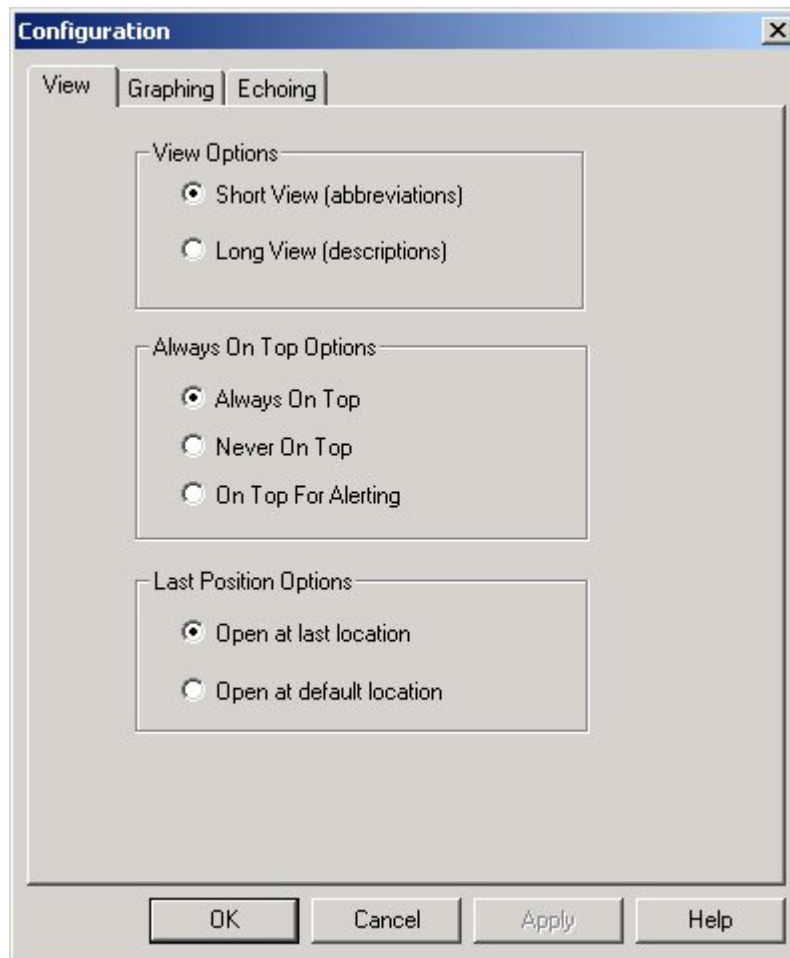 Configuration
View Graphing Echoing
View Options
Short View (abbreviations)
Long View (descriptions)
Always On Top Options
Always On Top
Never On Top
On Top For Alerting
Last Position Options
Open at last location
Open at default location
OK Cancel Apply Help